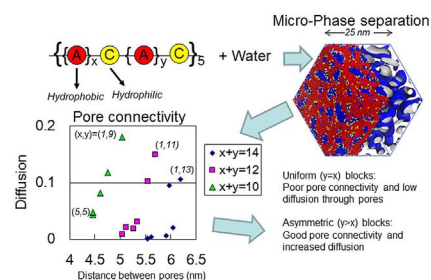 Micro-Phase separation
25 nm
{ { A }x C { A }y C }5
+ Water
Hydrophobic
Hydrophilic
Pore connectivity
0.2
0.1
0
Diffusion
(x,y)=(1,9)
(1,11)
(1,13)
(5,5)
x+y=14
x+y=12
x+y=10
4 4.5 5 5.5 6 6.5
Distance between pores (nm)
Uniform (y=x) blocks:
Poor pore connectivity and low
diffusion through pores
Asymmetric (y>x) blocks:
Good pore connectivity and
increased diffusion